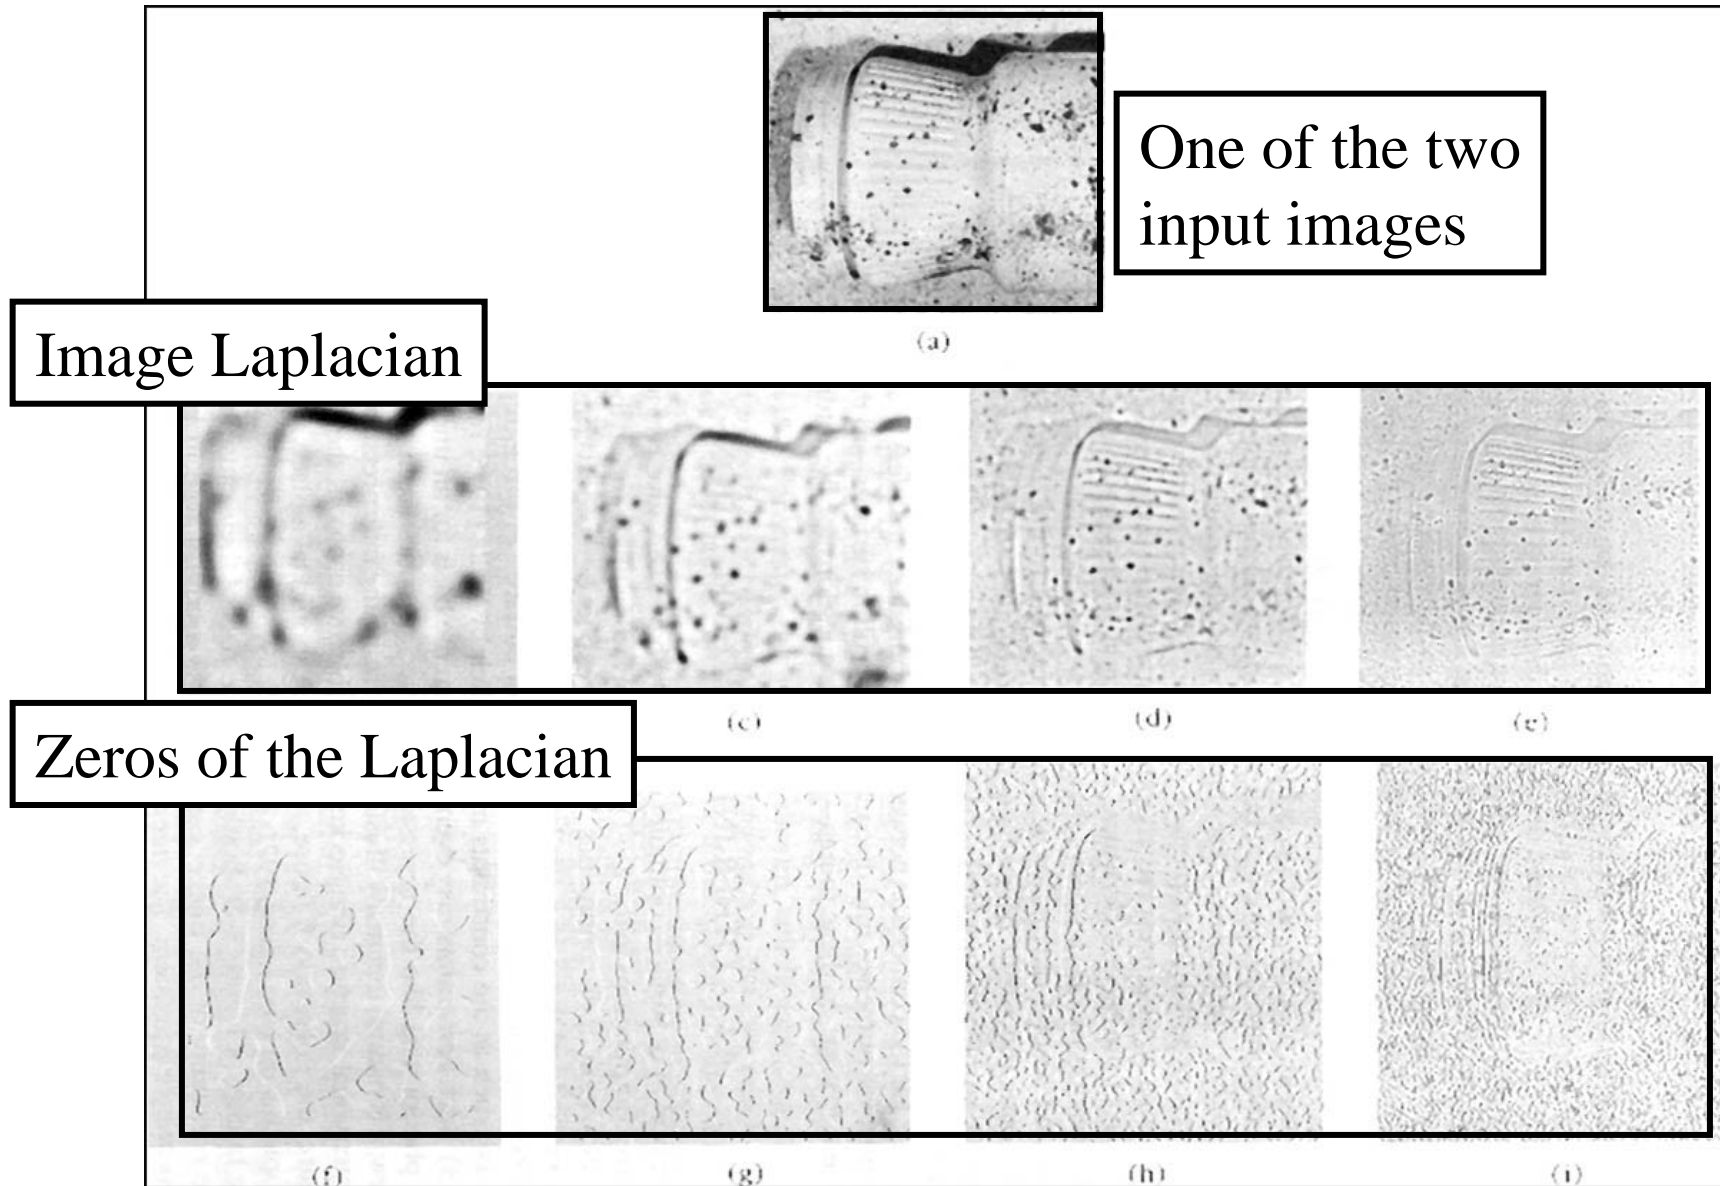 One of the two
input images
(a)
Image Laplacian
(c)
(d)
(e)
Zeros of the Laplacian
(f)
(g)
(h)
(i)